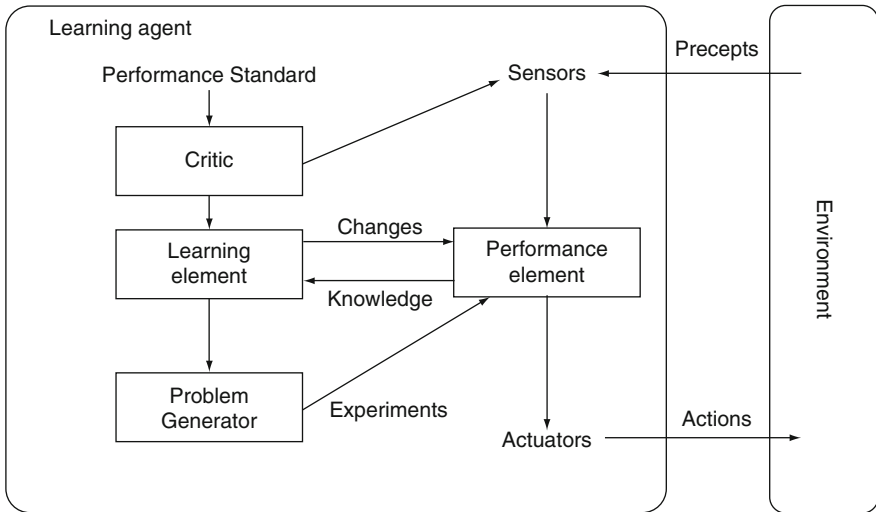 Learning agent
Performance Standard
Sensors
Precepts
Critic
Changes
Learning
element
Performance
element
Knowledge
Environment
Problem
Generator
Experiments
Actuators
Actions